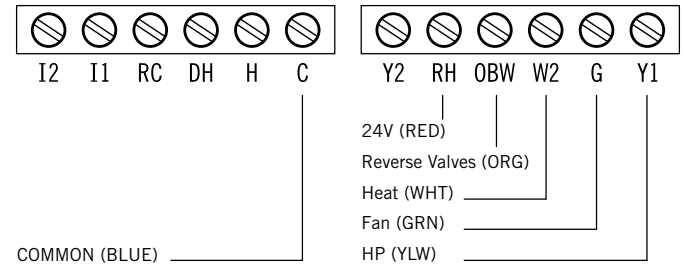 I2 I1 RC DH H C Y2 RH OBW W2 G Y1
24V (RED)
Reverse Valves (ORG)
Heat (WHT)
Fan (GRN)
COMMON (BLUE) HP (YLW)